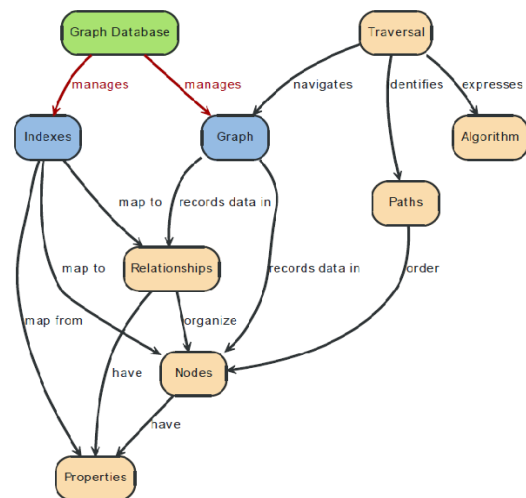 Graph Database
Traversal
manages
manages
navigates
dentifies
expresses
Indexes
Graph
Algorithm
map to
records data in
Paths
map to
Relationships
records data in
order
map from
organize
have
Nodes
have
Properties